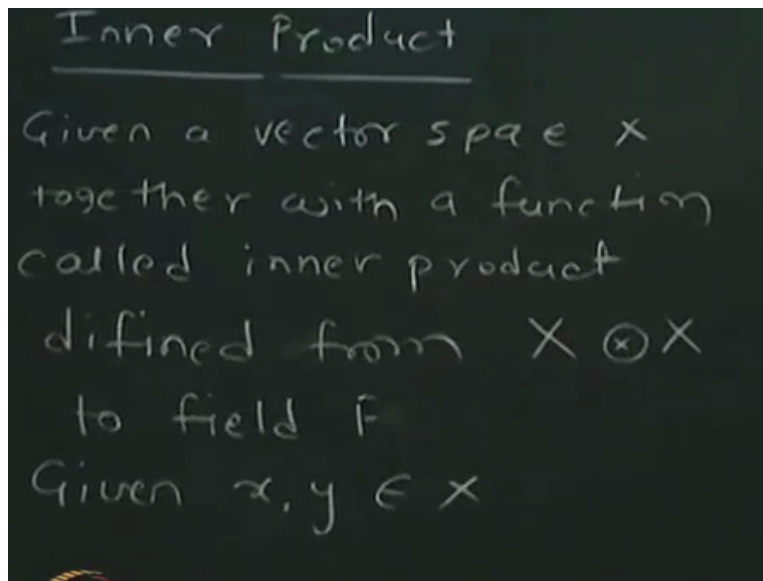 Inner Product
Given a vector spae X
together with a function
called inner product
difined from X ⊗ X
to field F
Given x, y ∈ X